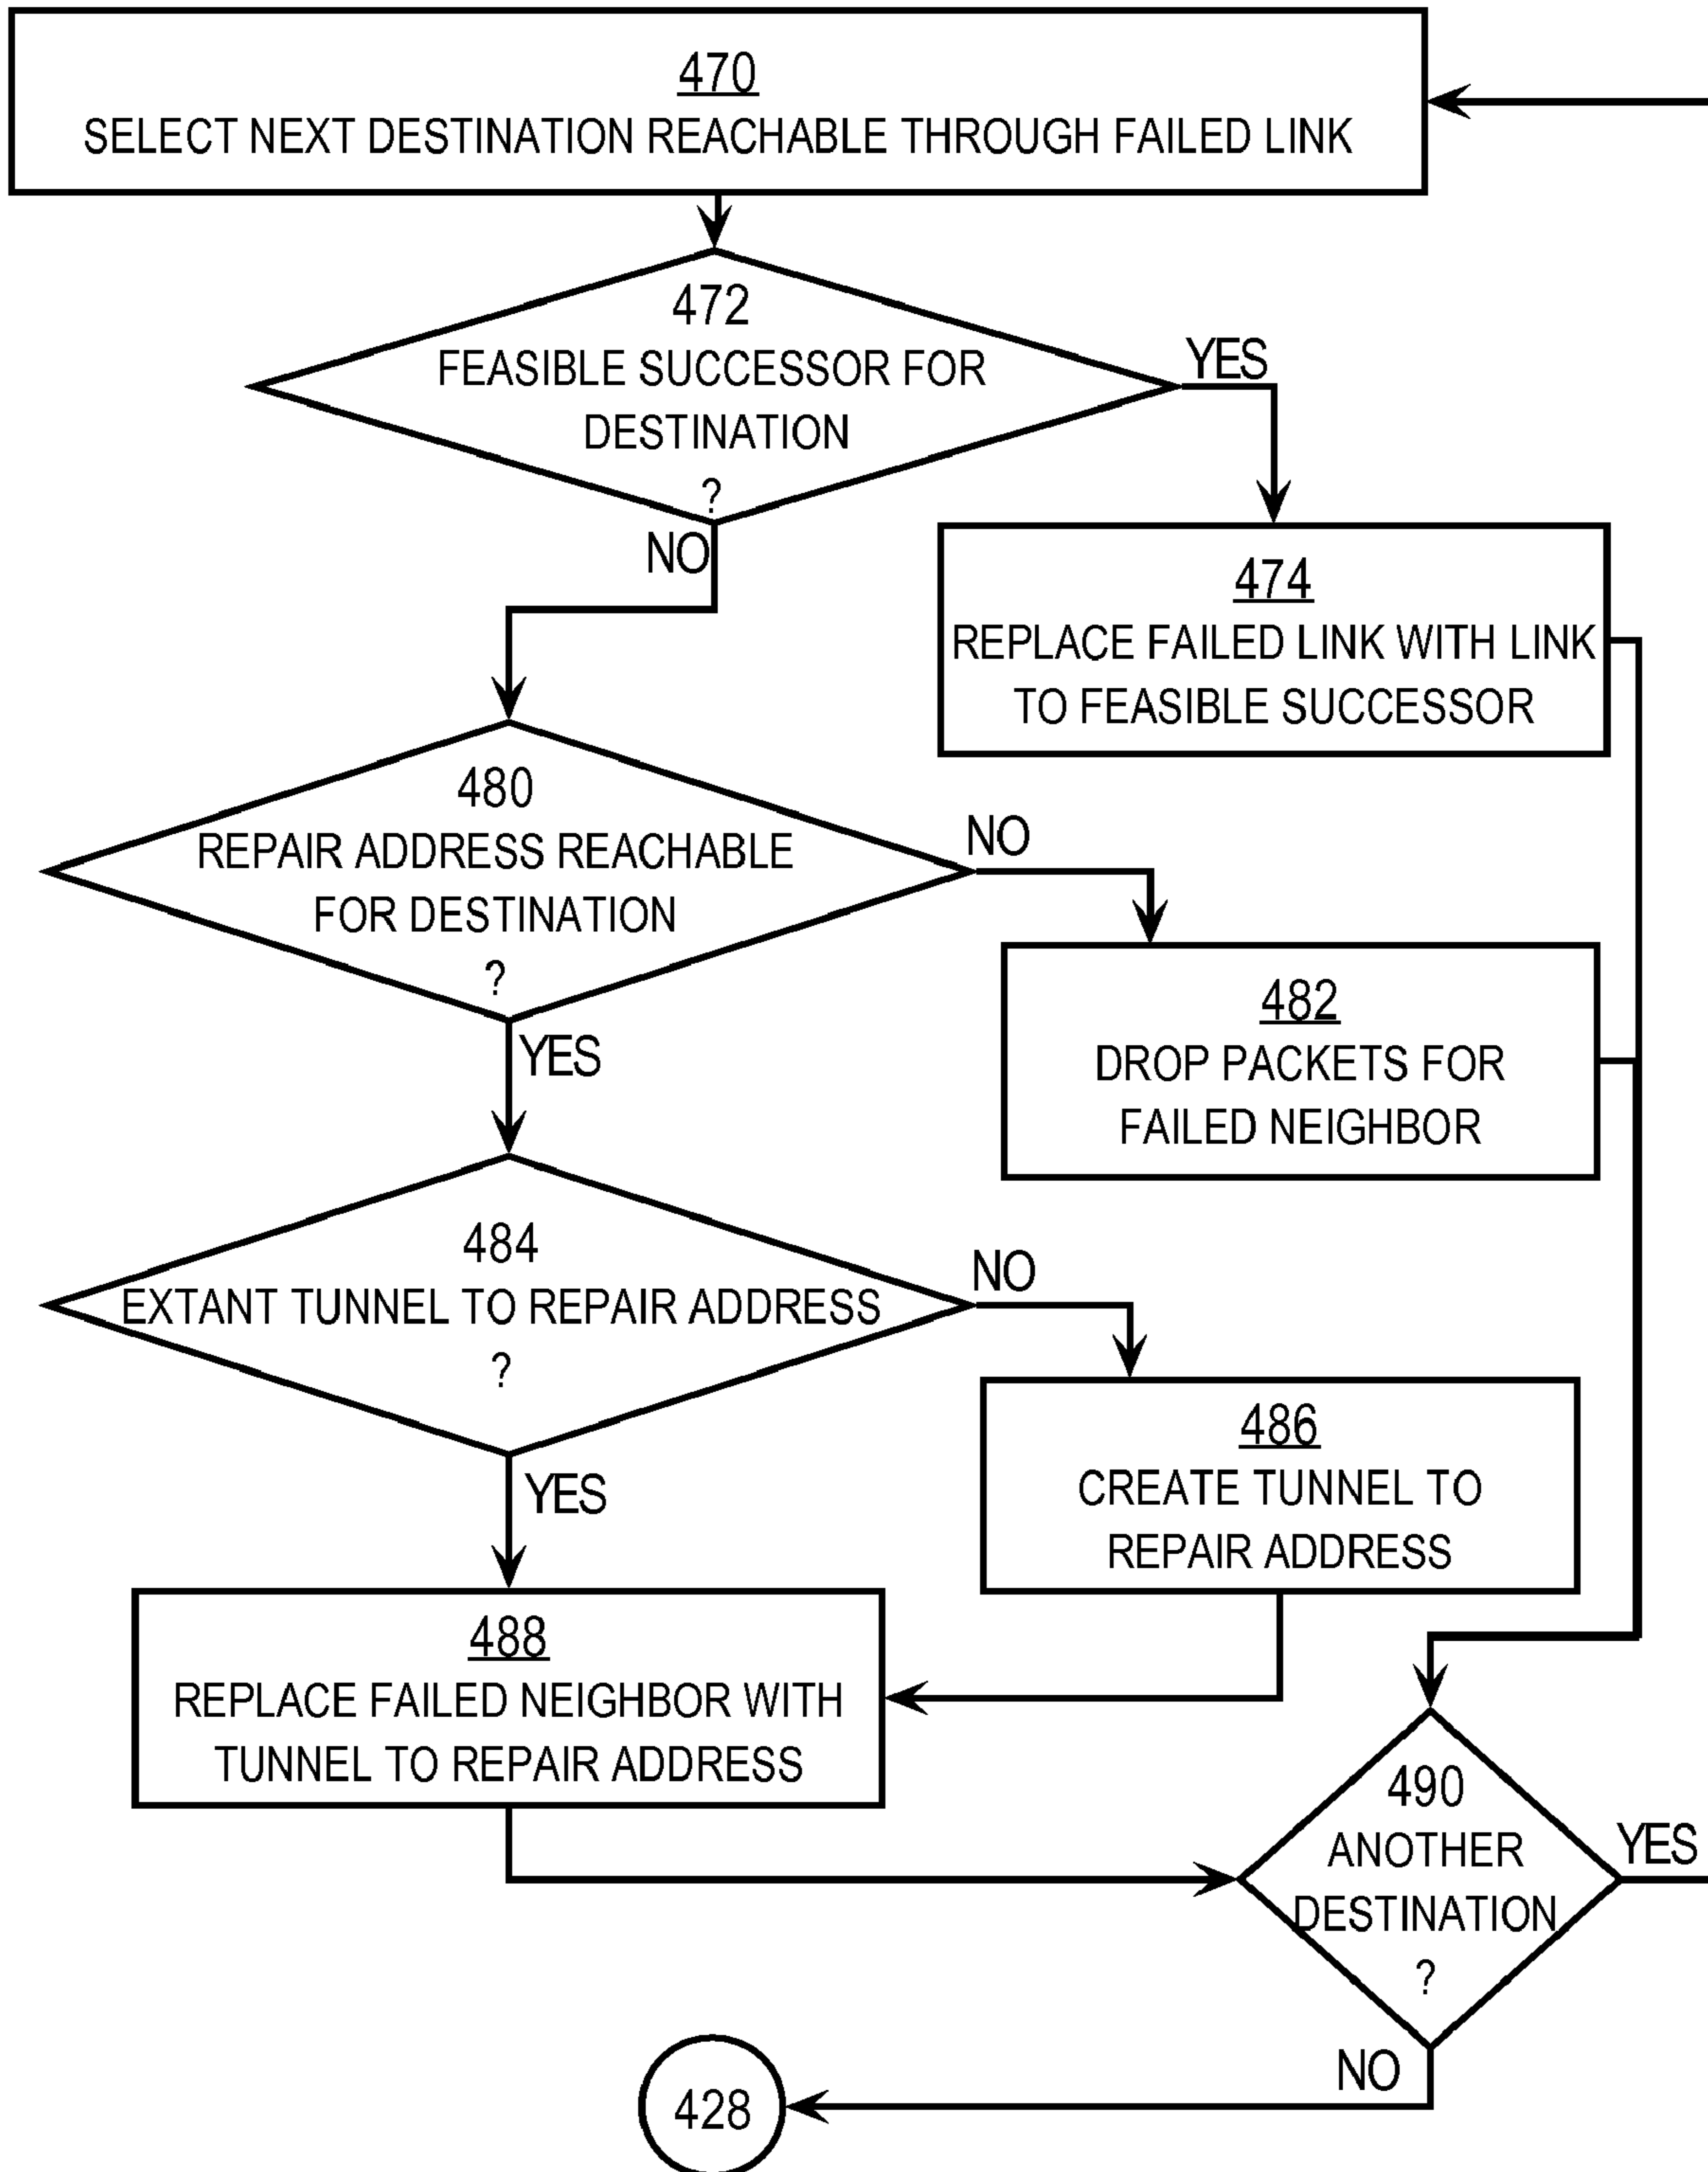 470
SELECT NEXT DESTINATION REACHABLE THROUGH FAILED LINK
472
FEASIBLE SUCCESSOR FOR
DESTINATION
?
YES
NO
474
REPLACE FAILED LINK WITH LINK
TO FEASIBLE SUCCESSOR
480
REPAIR ADDRESS REACHABLE
FOR DESTINATION
?
NO
YES
482
DROP PACKETS FOR
FAILED NEIGHBOR
484
EXTANT TUNNEL TO REPAIR ADDRESS
?
NO
YES
486
CREATE TUNNEL TO
REPAIR ADDRESS
488
REPLACE FAILED NEIGHBOR WITH
TUNNEL TO REPAIR ADDRESS
490
ANOTHER
DESTINATION
?
YES
NO
428